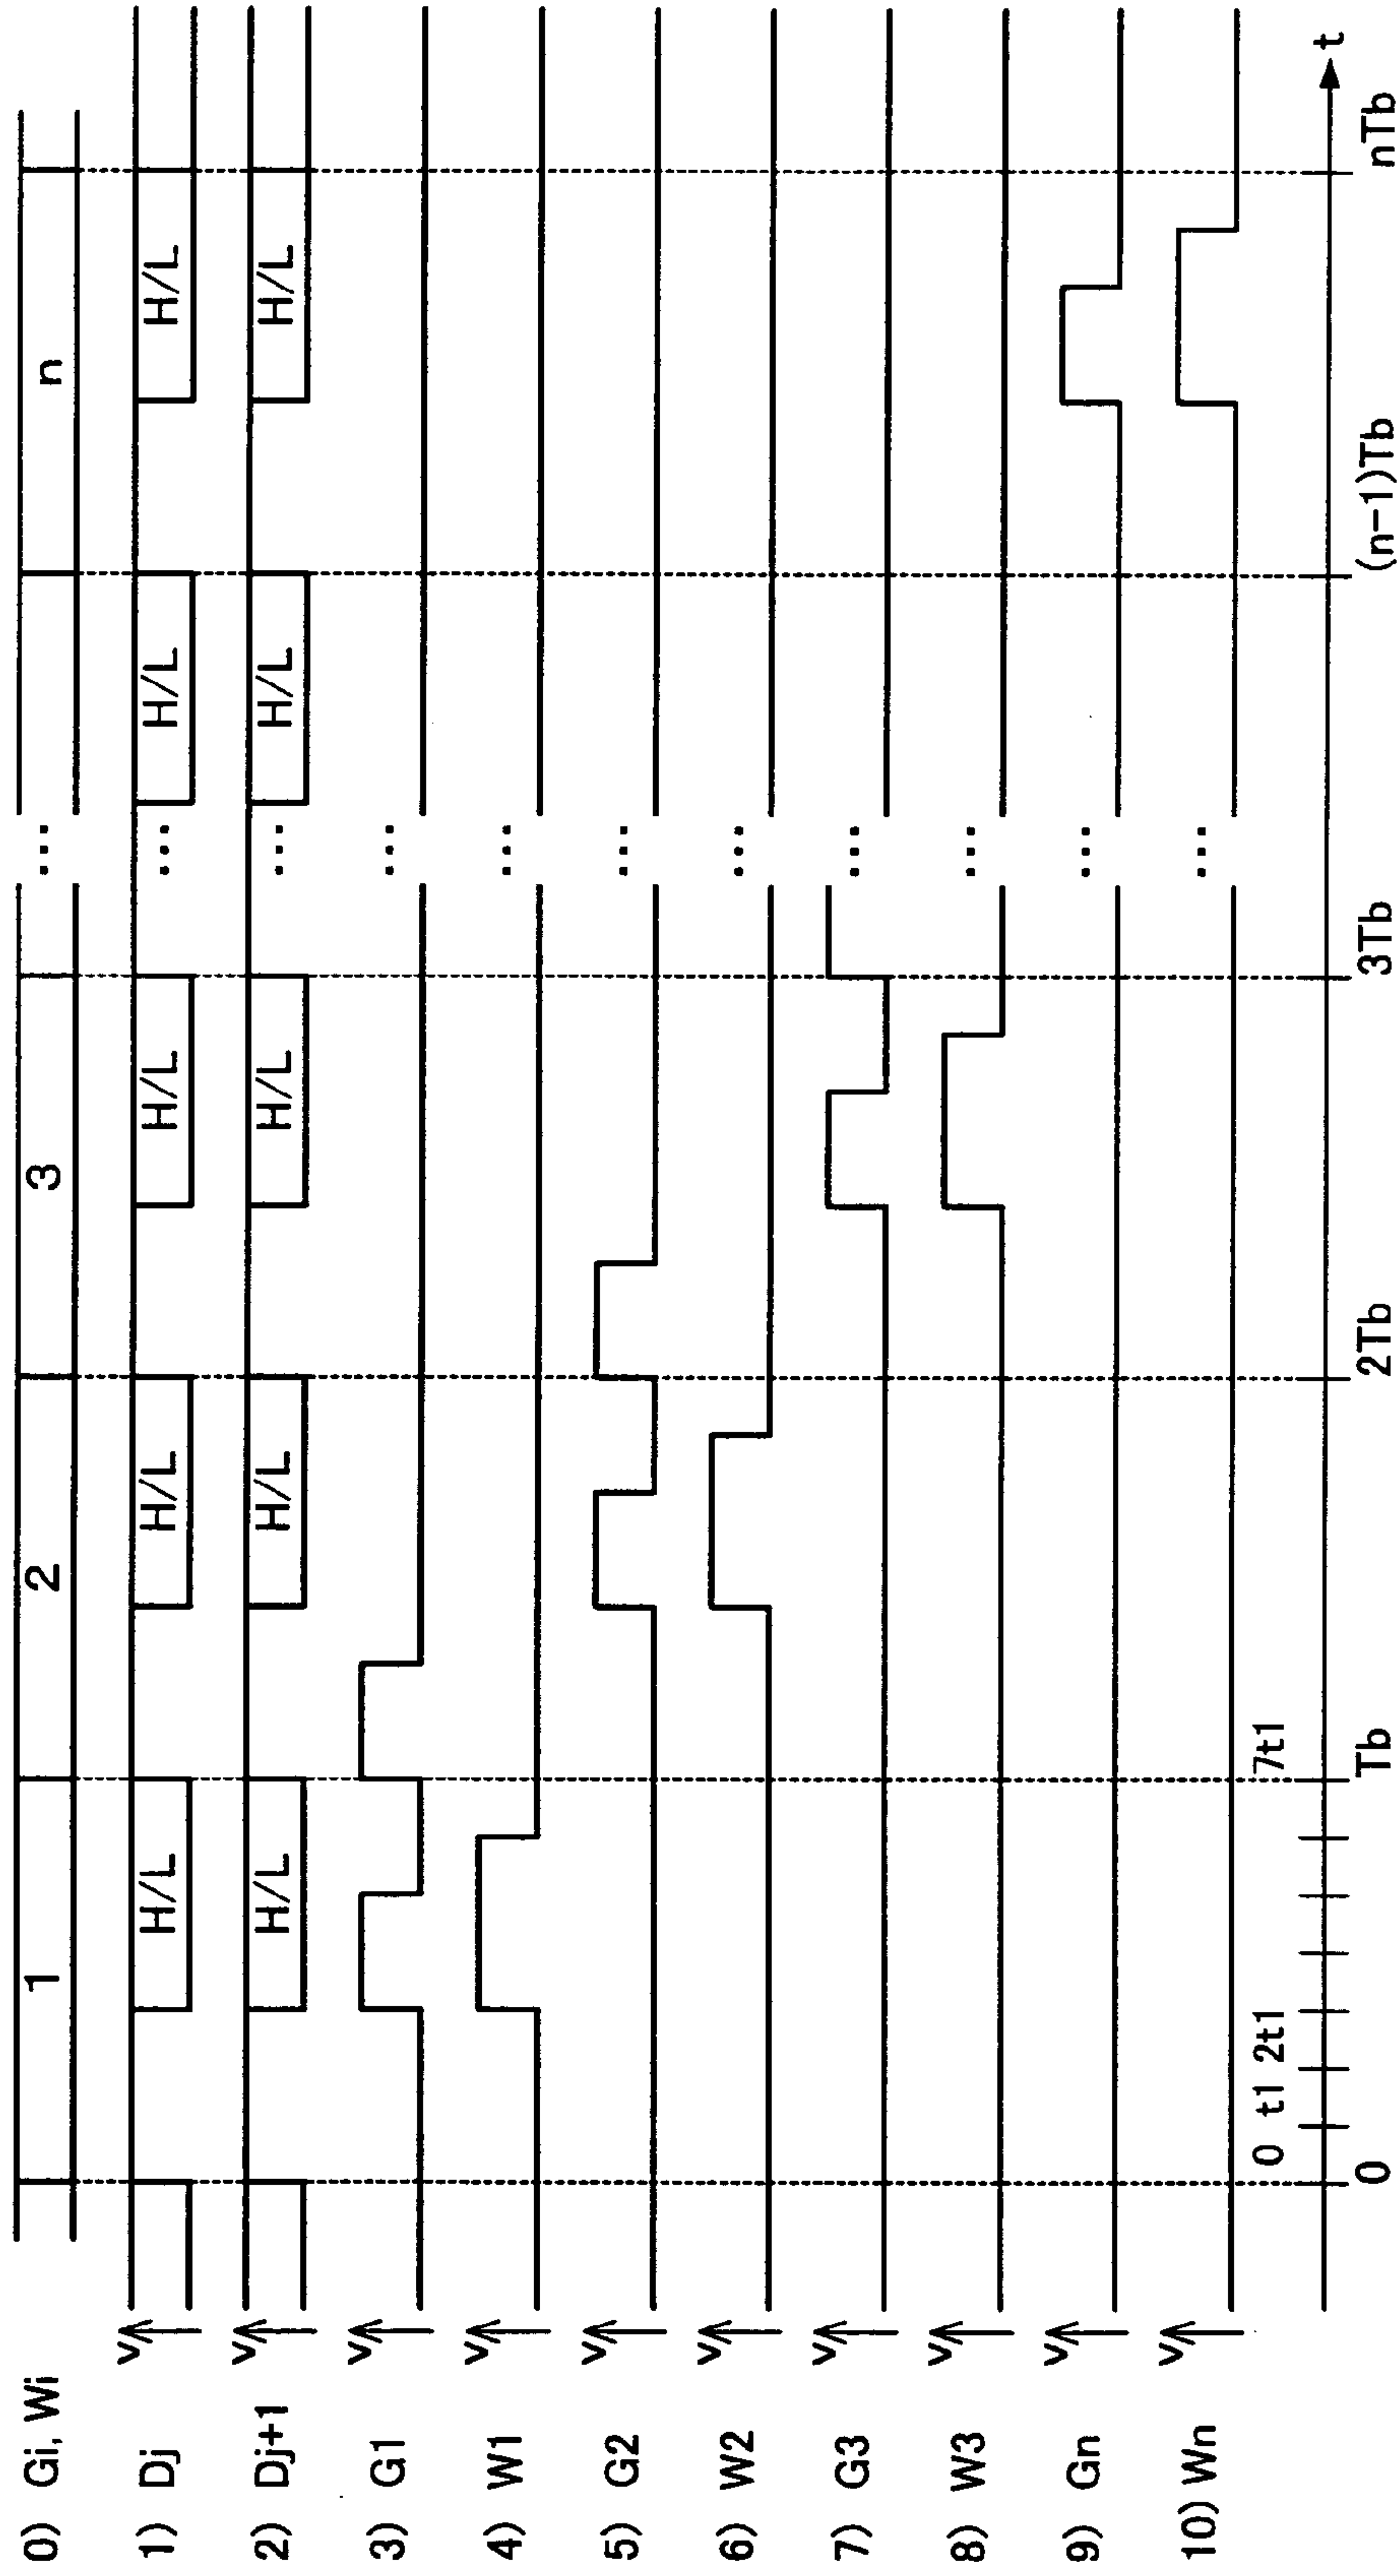 0) Gi, Wi 1 2 3 ... n
1) Dj V H/L H/L H/L ... H/L H/L
2) Dj+1 V H/L H/L H/L ... H/L H/L
3) G1 V ...
4) W1 V ...
5) G2 V ...
6) W2 V ...
7) G3 V ...
8) W3 V ...
9) Gn V ...
10) Wn V ...
0 t1 2t1 7t1
t
0 Tb 2Tb 3Tb (n-1)Tb nTb